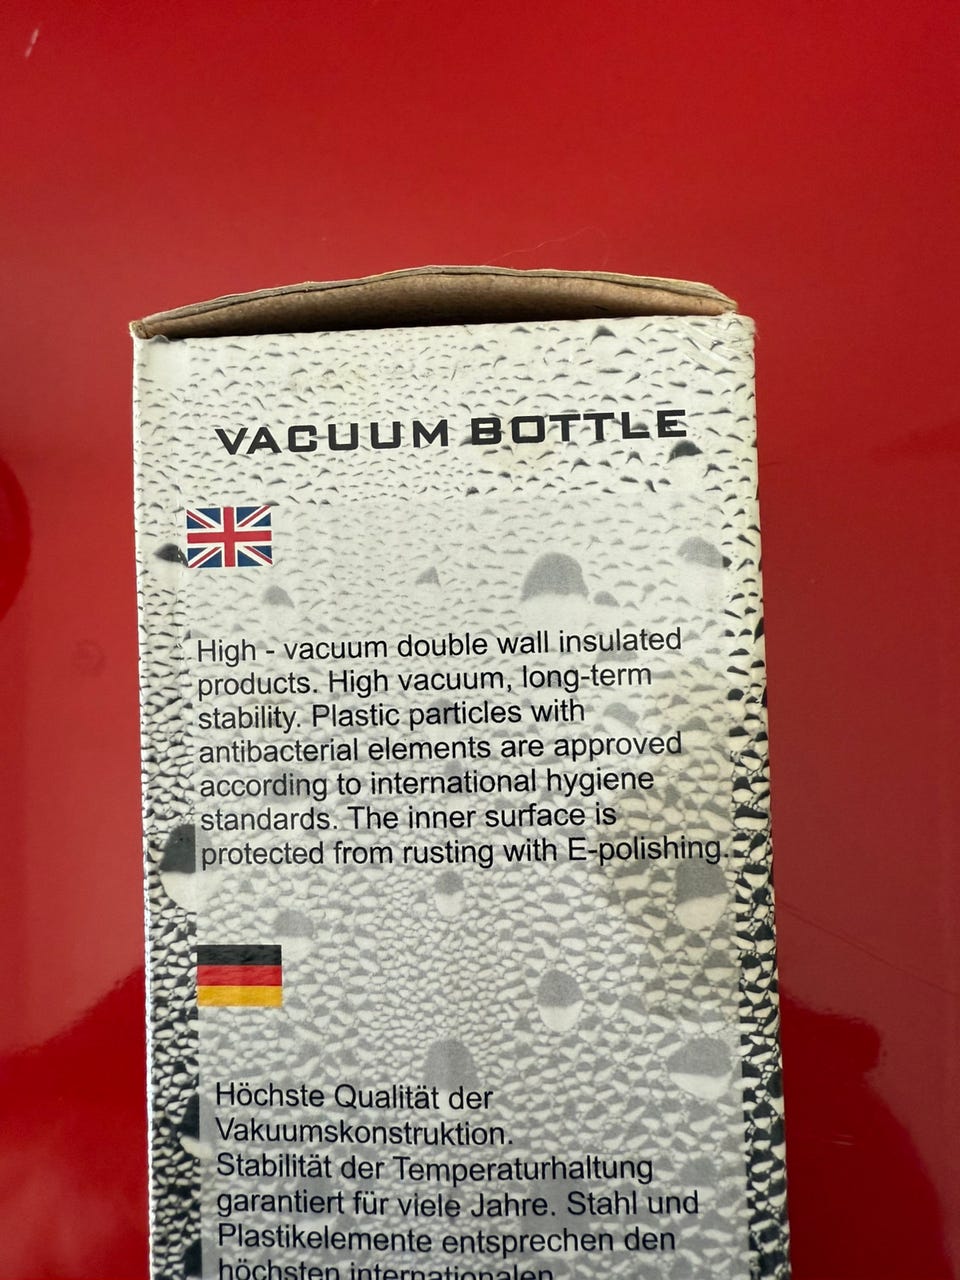 VACUUM BOTTLE
High - vacuum double wall insulated
products. High vacuum, long-term
stability. Plastic particles with
antibacterial elements are approved
according to international hygiene
standards. The inner surface is
protected from rusting with E-polishing.
Höchste Qualität der
Vakuumskonstruktion.
Stabilität der Temperaturhaltung
garantiert für viele Jahre. Stahl und
Plastikelemente entsprechen den
höchsten internationalen